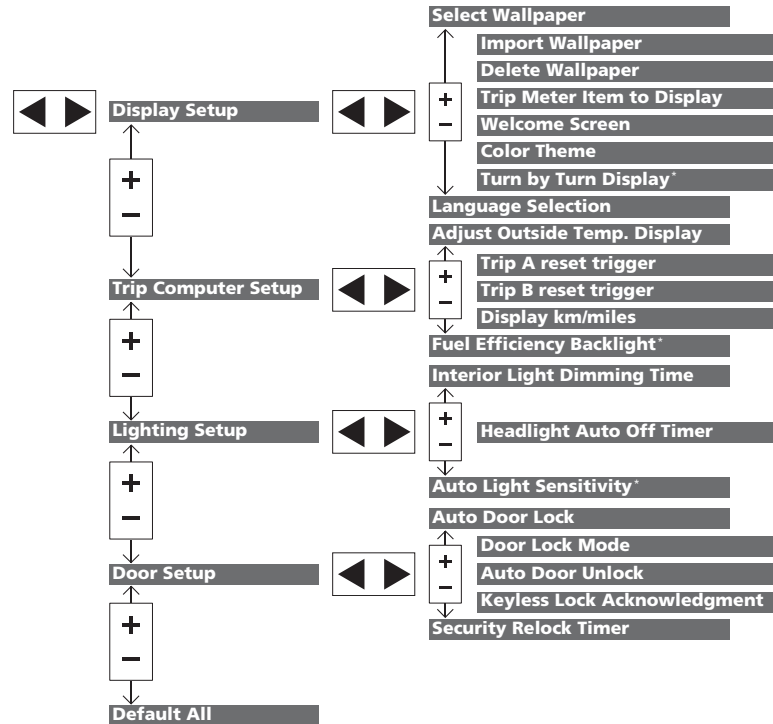 Select Wallpaper
Import Wallpaper
Delete Wallpaper
Display Setup
+
−
Trip Meter Item to Display
Welcome Screen
Color Theme
Turn by Turn Display*
Language Selection
+
−
Adjust Outside Temp. Display
Trip Computer Setup
+
−
Trip A reset trigger
Trip B reset trigger
Display km/miles
Fuel Efficiency Backlight*
+
−
Interior Light Dimming Time
Lighting Setup
+
−
Headlight Auto Off Timer
Auto Light Sensitivity*
+
−
Auto Door Lock
Door Setup
+
−
Door Lock Mode
Auto Door Unlock
Keyless Lock Acknowledgment
Security Relock Timer
+
−
Default All